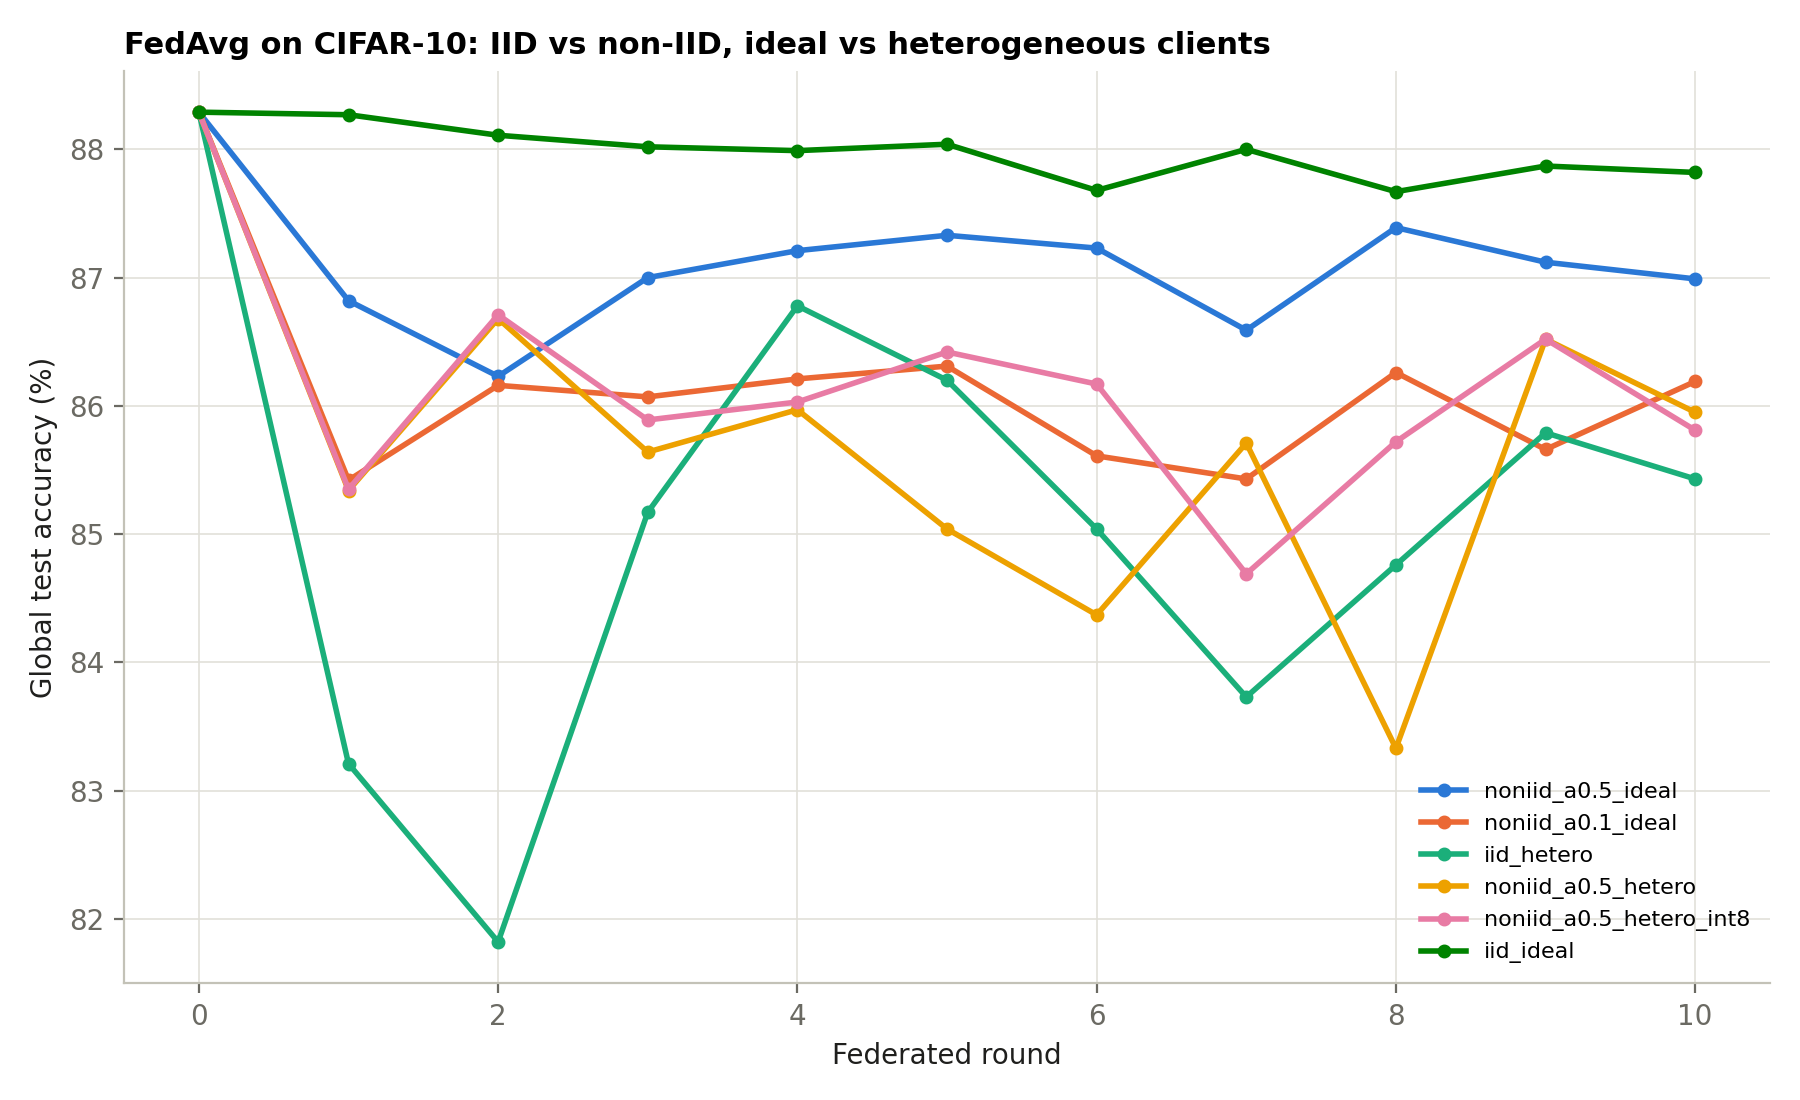 FedAvg on CIFAR-10: IID vs non-IID, ideal vs heterogeneous clients
Global test accuracy (%)
88
87
86
85
84
83
82
noniid_a0.5_ideal
noniid_a0.1_ideal
iid_hetero
noniid_a0.5_hetero
noniid_a0.5_hetero_int8
iid_ideal
0 2 4 6 8 10
Federated round